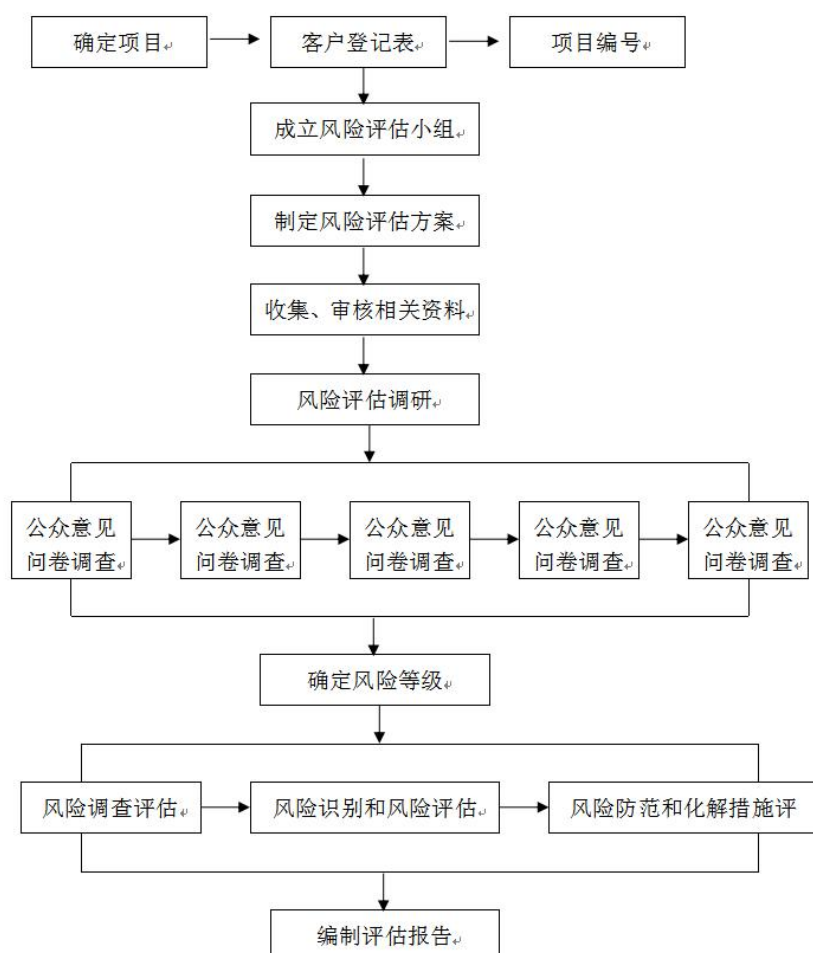 确定项目
客户登记表
项目编号
成立风险评估小组
制定风险评估方案
收集、审核相关资料
风险评估调研
公众意见
问卷调查
公众意见
问卷调查
公众意见
问卷调查
公众意见
问卷调查
公众意见
问卷调查
确定风险等级
风险调查评估
风险识别和风险评估
风险防范和化解措施评
编制评估报告